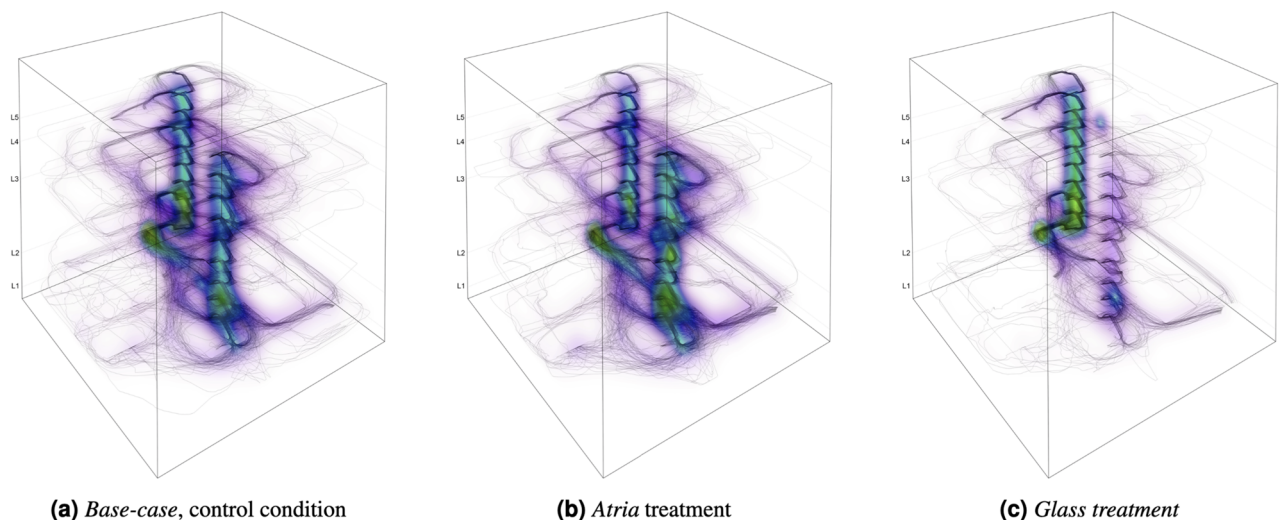 L5
L4
L3
L2
L1
L5
L4
L3
L2
L1
L5
L4
L3
L2
L1
(a) Base-case, control condition
(b) Atria treatment
(c) Glass treatment